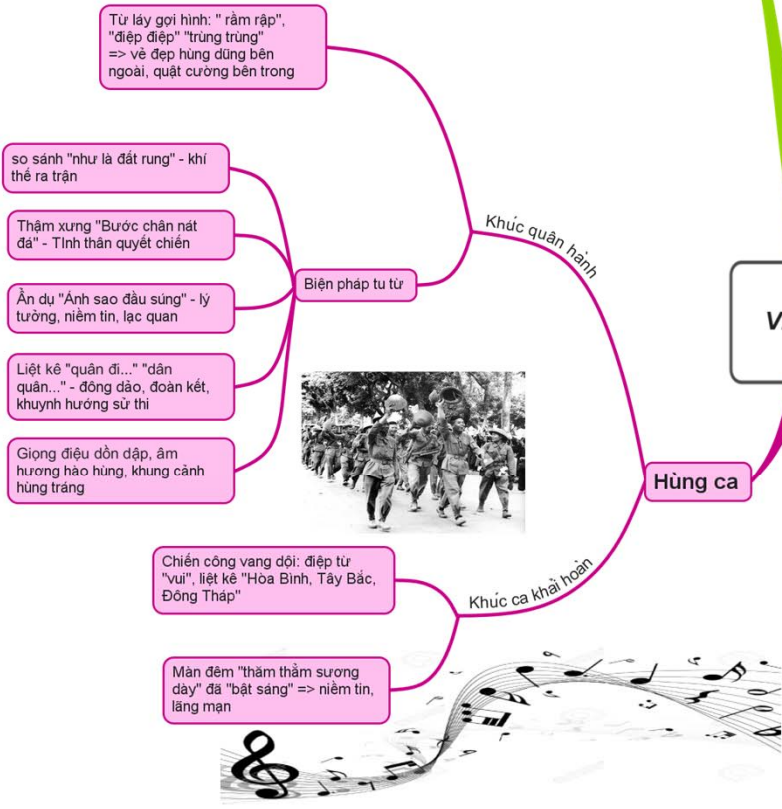 Từ láy gợi hình: " rầm rập",
"điệp điệp" "trùng trùng"
=> vẻ đẹp hùng dũng bên
ngoài, quật cường bên trong
so sánh "như là đất rung" - khí
thế ra trận
Thậm xưng "Bước chân nát
đá" - TInh thân quyết chiến
Ẩn dụ "Ánh sao đầu súng" - lý
tưởng, niềm tin, lạc quan
Liệt kê "quân đi..." "dân
quân..." - đông dảo, đoàn kết,
khuynh hướng sử thi
Giọng điệu dồn dập, âm
hương hào hùng, khung cảnh
hùng tráng
Biện pháp tu từ
Khúc quân hành
Hùng ca
Khúc ca khải hoàn
Chiến công vang dội: điệp từ
"vui", liệt kê "Hòa Bình, Tây Bắc,
Đông Tháp"
Màn đêm "thăm thẳm sương
dày" đã "bật sáng" => niềm tin,
lãng mạn